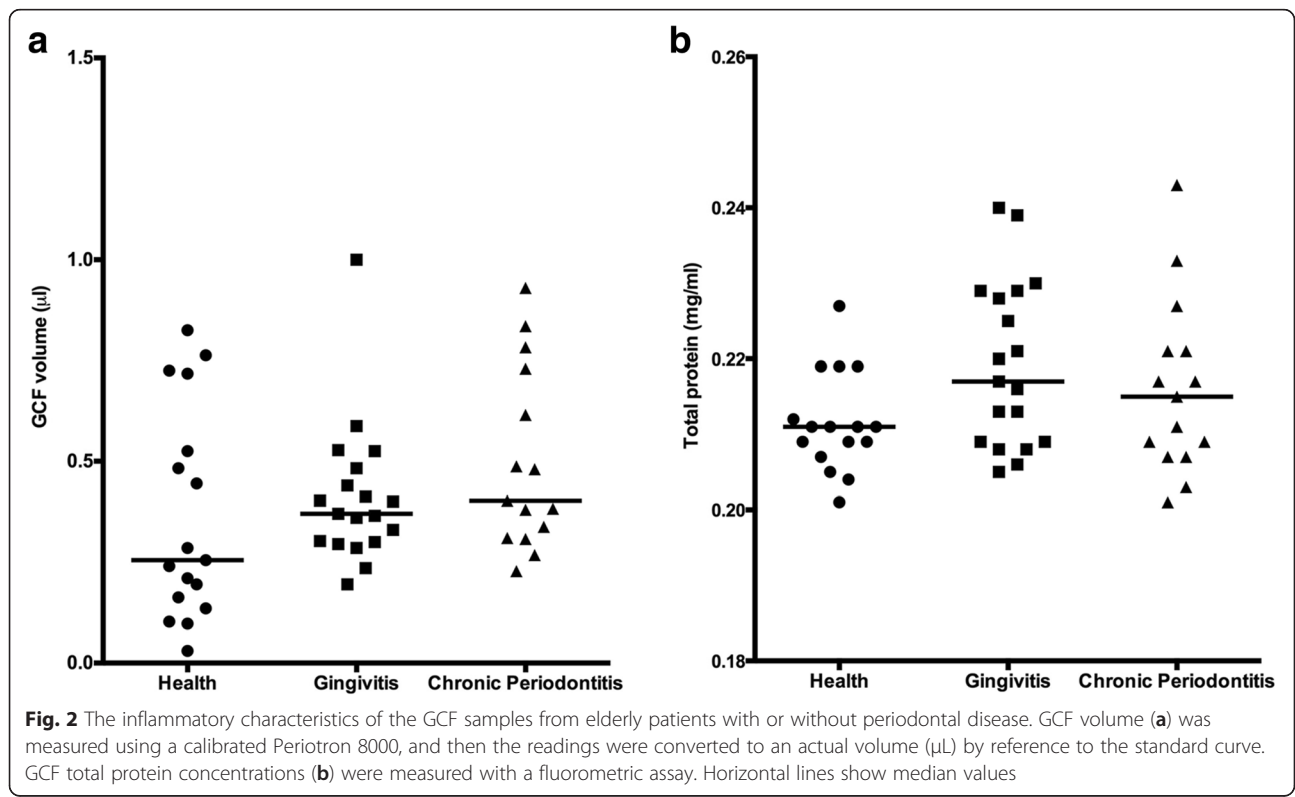 a
1.5
1.0
0.5
0.0
GCF volume (µl)
Health Gingivitis Chronic Periodontitis
b
0.26
0.24
0.22
0.20
0.18
Total protein (mg/ml)
Health Gingivitis Chronic Periodontitis
Fig. 2 The inflammatory characteristics of the GCF samples from elderly patients with or without periodontal disease. GCF volume (a) was
measured using a calibrated Periotron 8000, and then the readings were converted to an actual volume (µL) by reference to the standard curve.
GCF total protein concentrations (b) were measured with a fluorometric assay. Horizontal lines show median values